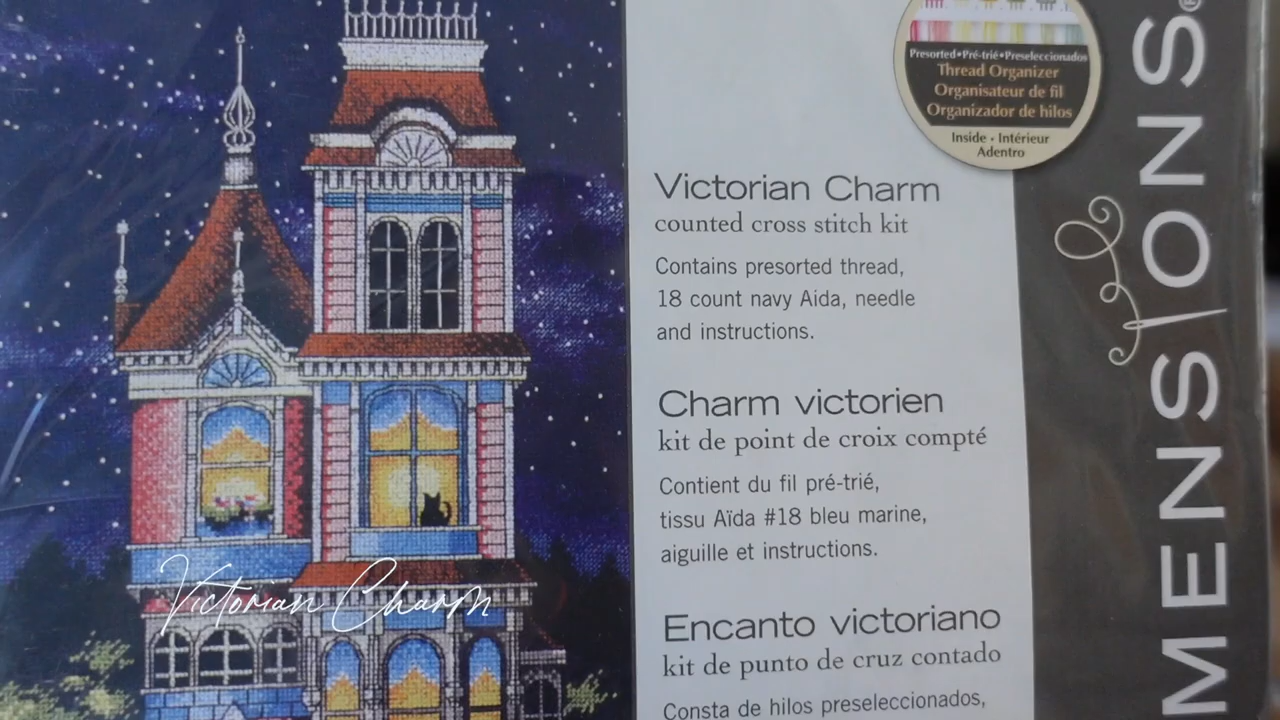 Presorted•Pré-trié•Preseleccionados
Thread Organizer
Organisateur de fil
Organizador de hilos
Inside • Intérieur
Adentro
Victorian Charm
counted cross stitch kit
Contains presorted thread,
18 count navy Aida, needle
and instructions.
Charm victorien
kit de point de croix compté
Contient du fil pré-trié,
tissu Aïda #18 bleu marine,
aiguille et instructions.
Encanto victoriano
kit de punto de cruz contado
Consta de hilos preseleccionados,
MENSIONS®
Victorian Charm